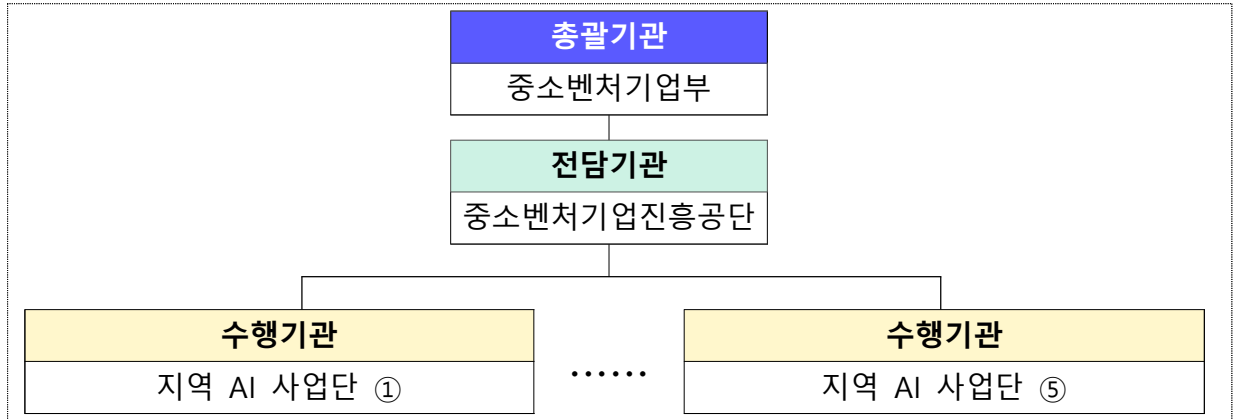 총괄기관
중소벤처기업부
전담기관
중소벤처기업진흥공단
수행기관
지역 AI 사업단 ①
······
수행기관
지역 AI 사업단 ⑤